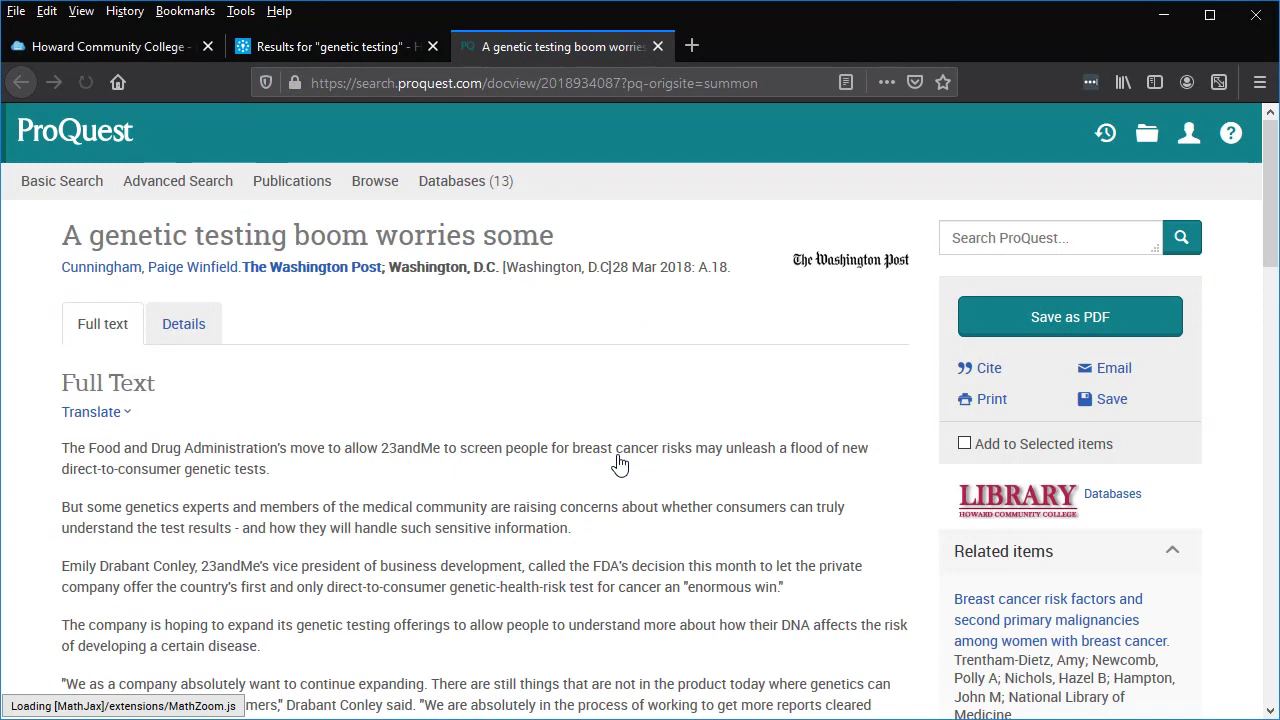 File Edit View History Bookmarks Tools Help
Howard Community College -
Results for "genetic testing" - H
PQ A genetic testing boom worries
https://search.proquest.com/docview/2018934087?pq-origsite=summon
ProQuest
Basic Search Advanced Search Publications Browse Databases (13)
A genetic testing boom worries some
Cunningham, Paige Winfield.The Washington Post; Washington, D.C. [Washington, D.C]28 Mar 2018: A.18.
The Washington Post
Search ProQuest...
Full text Details
Save as PDF
Full Text
Cite Email
Translate
Print Save
The Food and Drug Administration's move to allow 23andMe to screen people for breast cancer risks may unleash a flood of new
direct-to-consumer genetic tests.
Add to Selected items
But some genetics experts and members of the medical community are raising concerns about whether consumers can truly
understand the test results - and how they will handle such sensitive information.
LIBRARY Databases
HOWARD COMMUNITY COLLEGE
Emily Drabant Conley, 23andMe's vice president of business development, called the FDA's decision this month to let the private
company offer the country's first and only direct-to-consumer genetic-health-risk test for cancer an "enormous win."
Related items
The company is hoping to expand its genetic testing offerings to allow people to understand more about how their DNA affects the risk
of developing a certain disease.
Breast cancer risk factors and
second primary malignancies
among women with breast cancer.
Trentham-Dietz, Amy; Newcomb,
Polly A; Nichols, Hazel B; Hampton,
John M; National Library of
Medicine
"We as a company absolutely want to continue expanding. There are still things that are not in the product today where genetics can
mers," Drabant Conley said. "We are absolutely in the process of working to get more reports cleared
Loading [MathJax]/extensions/MathZoom.js